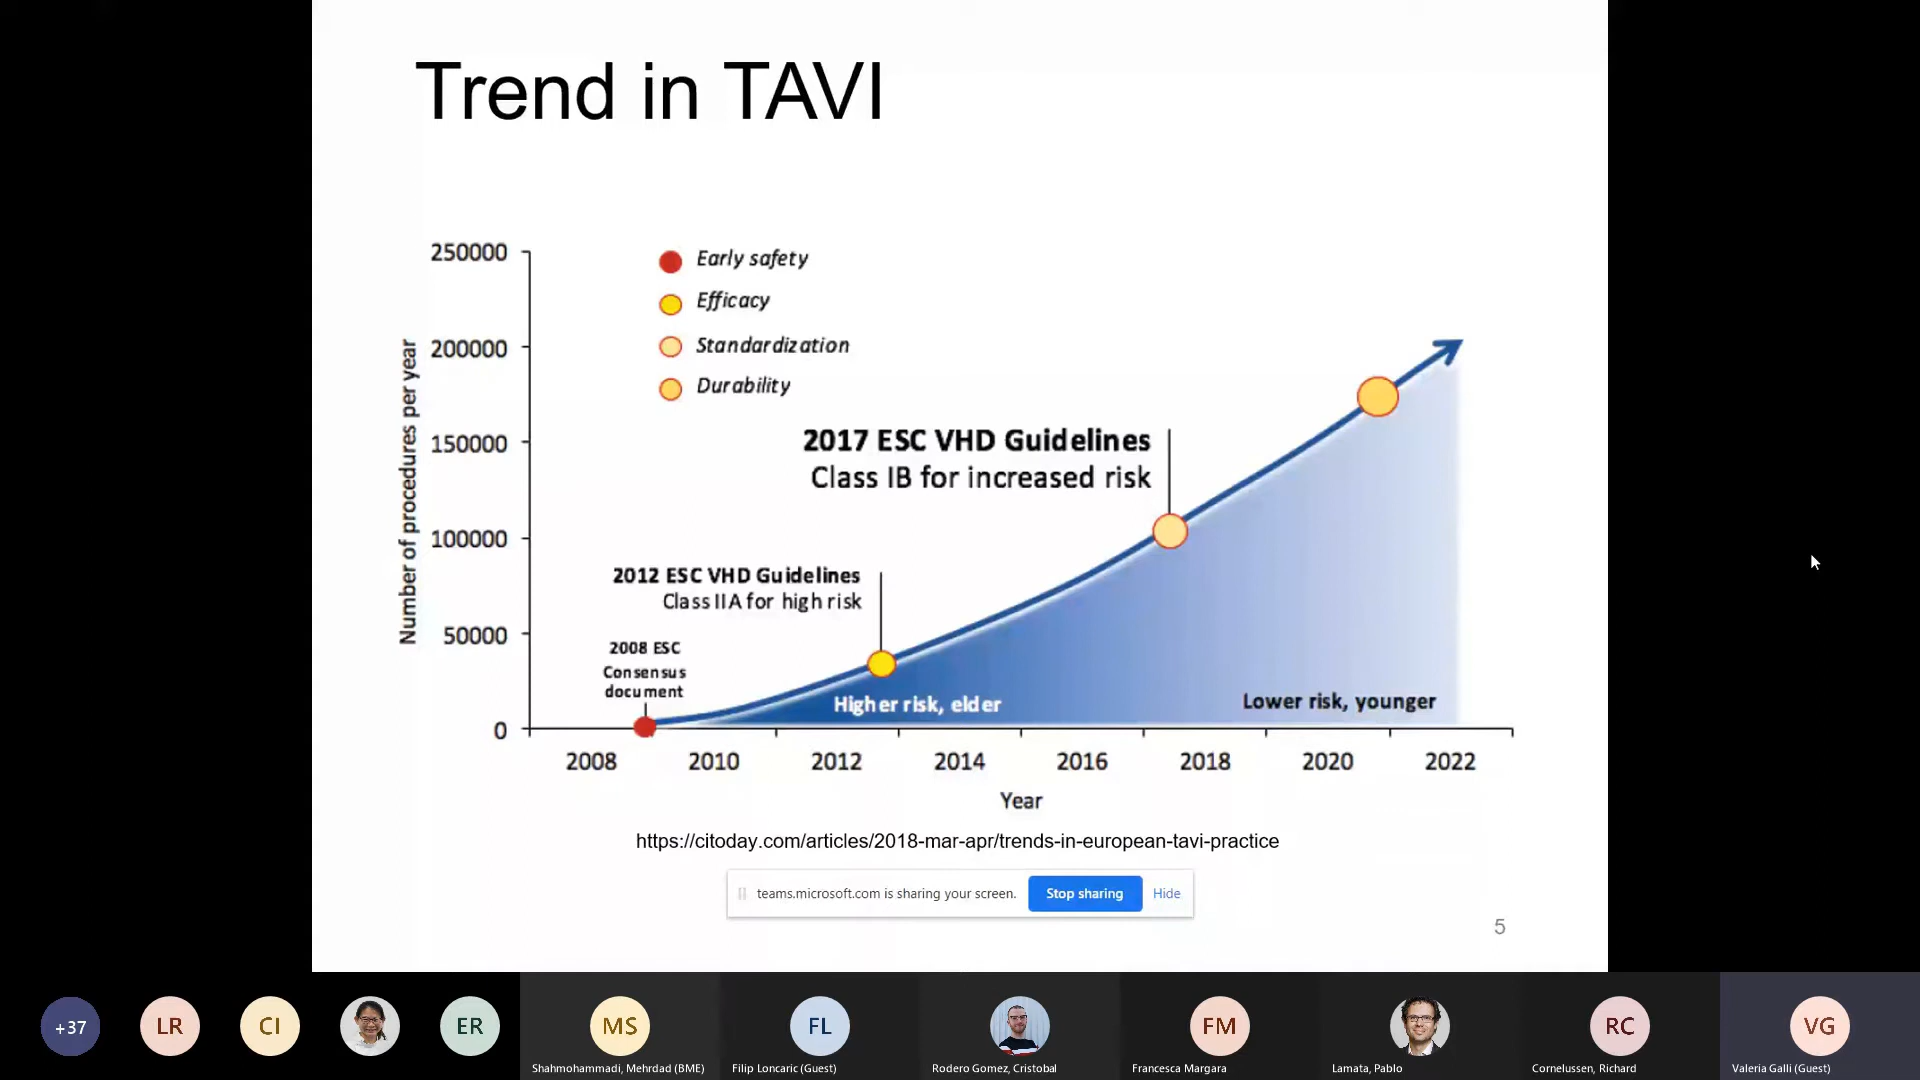 Trend in TAVI
250000
200000
150000
100000
50000
0
Number of procedures per year
Early safety
Efficacy
Standardization
Durability
2017 ESC VHD Guidelines
Class IB for increased risk
2012 ESC VHD Guidelines
Class IIA for high risk
2008 ESC
Consensus
document
Higher risk, elder
Lower risk, younger
2008 2010 2012 2014 2016 2018 2020 2022
Year
https://citoday.com/articles/2018-mar-apr/trends-in-european-tavi-practice
teams.microsoft.com is sharing your screen. Stop sharing Hide
5
+37 LR CI ER MS FL FM RC VG
Shahmohammadi, Mehrdad (BME) Filip Loncaric (Guest) Rodero Gomez, Cristobal Francesca Margara Lamata, Pablo Cornelussen, Richard Valeria Galli (Guest)